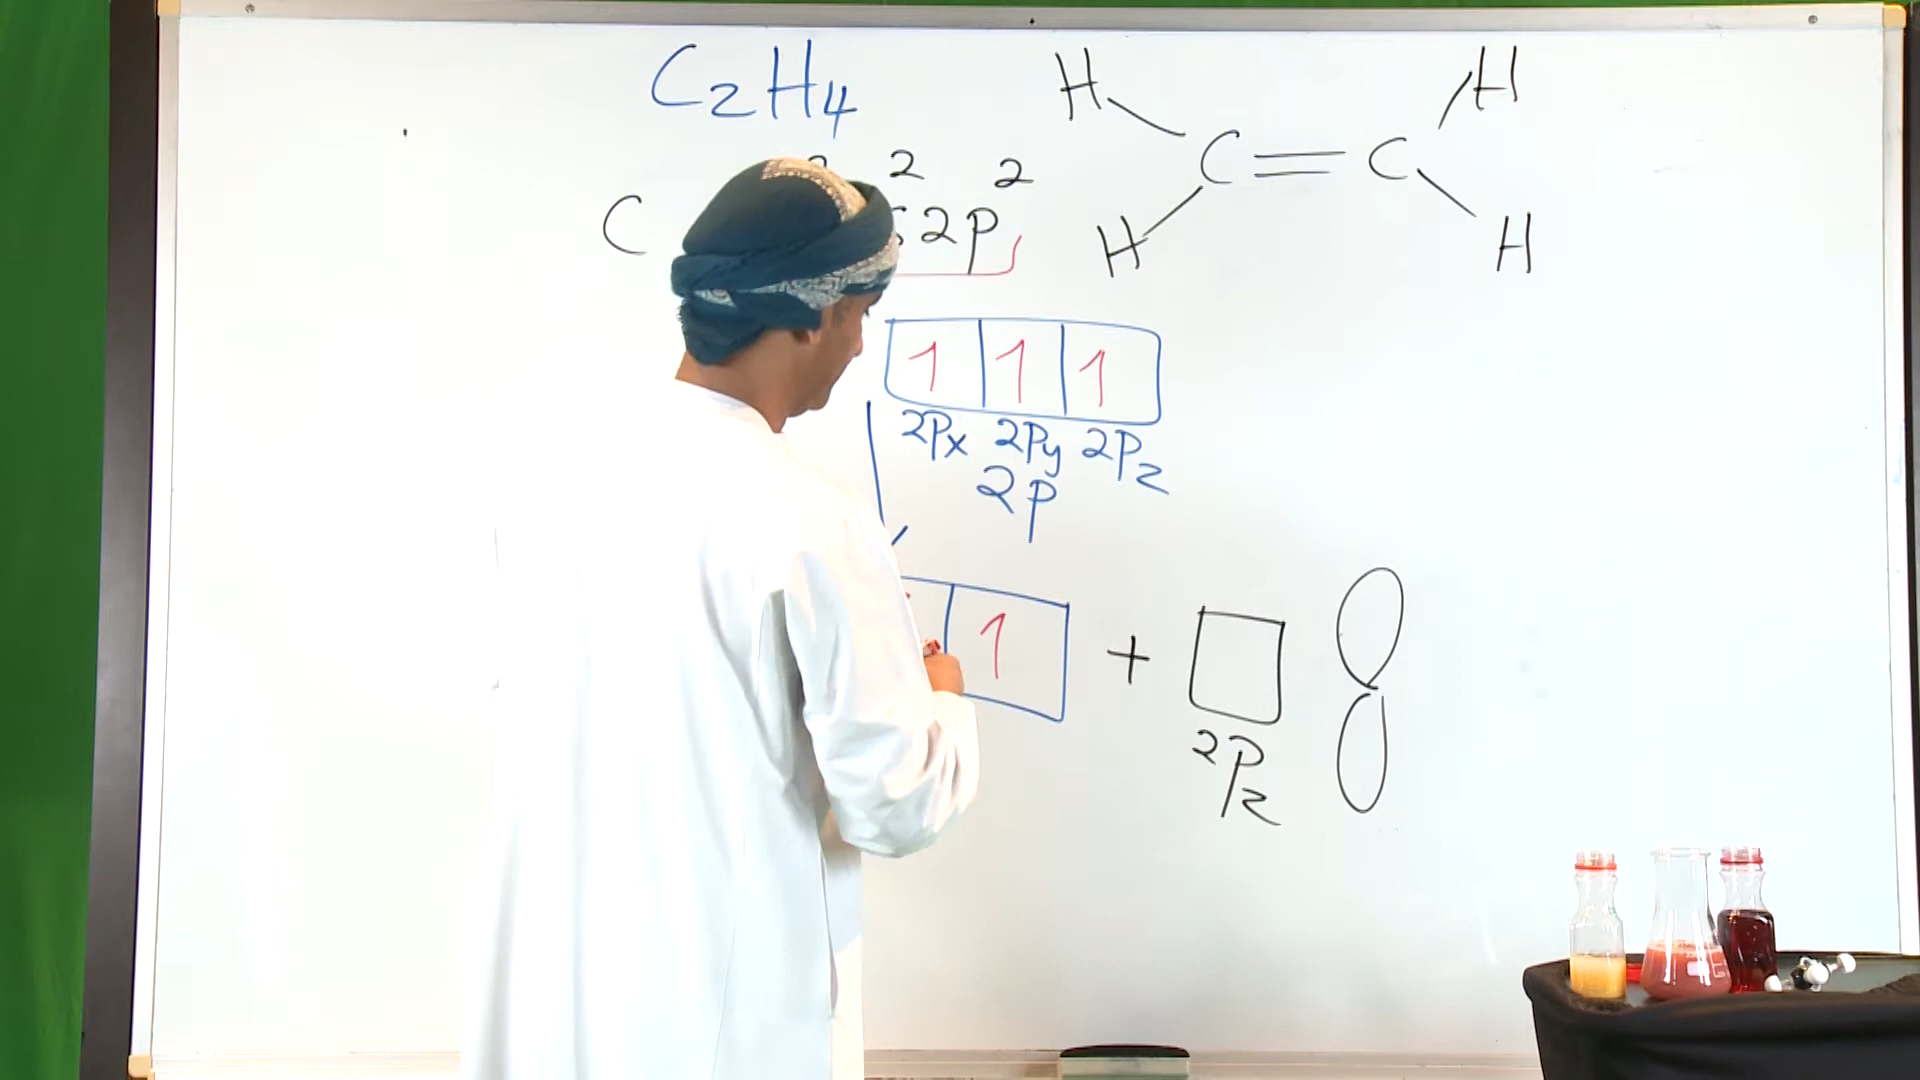 C₂H₄
H H
C = C
H H
2 2
C 2P
1 1 1
2Px 2Py 2Pz
2P
1 +
2Pz